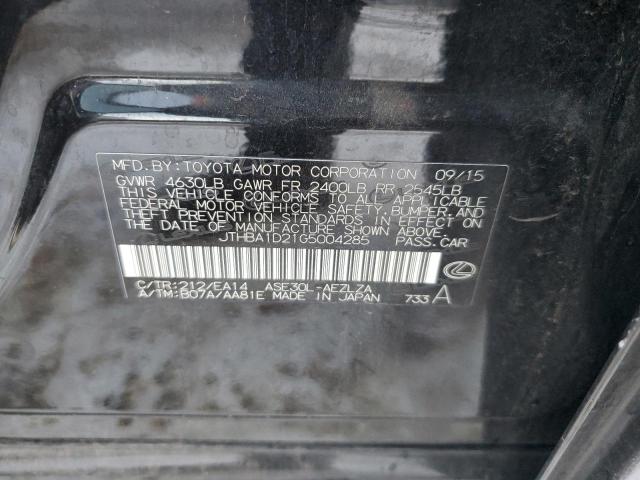 MFD.BY:TOYOTA MOTOR CORPORATION 09/15
GVWR 4630LB GAWR FR 2400LB RR 2545LB
THIS VEHICLE CONFORMS TO ALL APPLICABLE
FEDERAL MOTOR VEHICLE SAFETY, BUMPER, AND
THEFT PREVENTION STANDARDS IN EFFECT ON
THE DATE OF MANUFACTURE SHOWN ABOVE.
JTHBA1D21G5004285 PASS.CAR
C/TR:212/EA14 ASE30L-AEZLZA
A/TM:B07A/AA81E MADE IN JAPAN 733 A